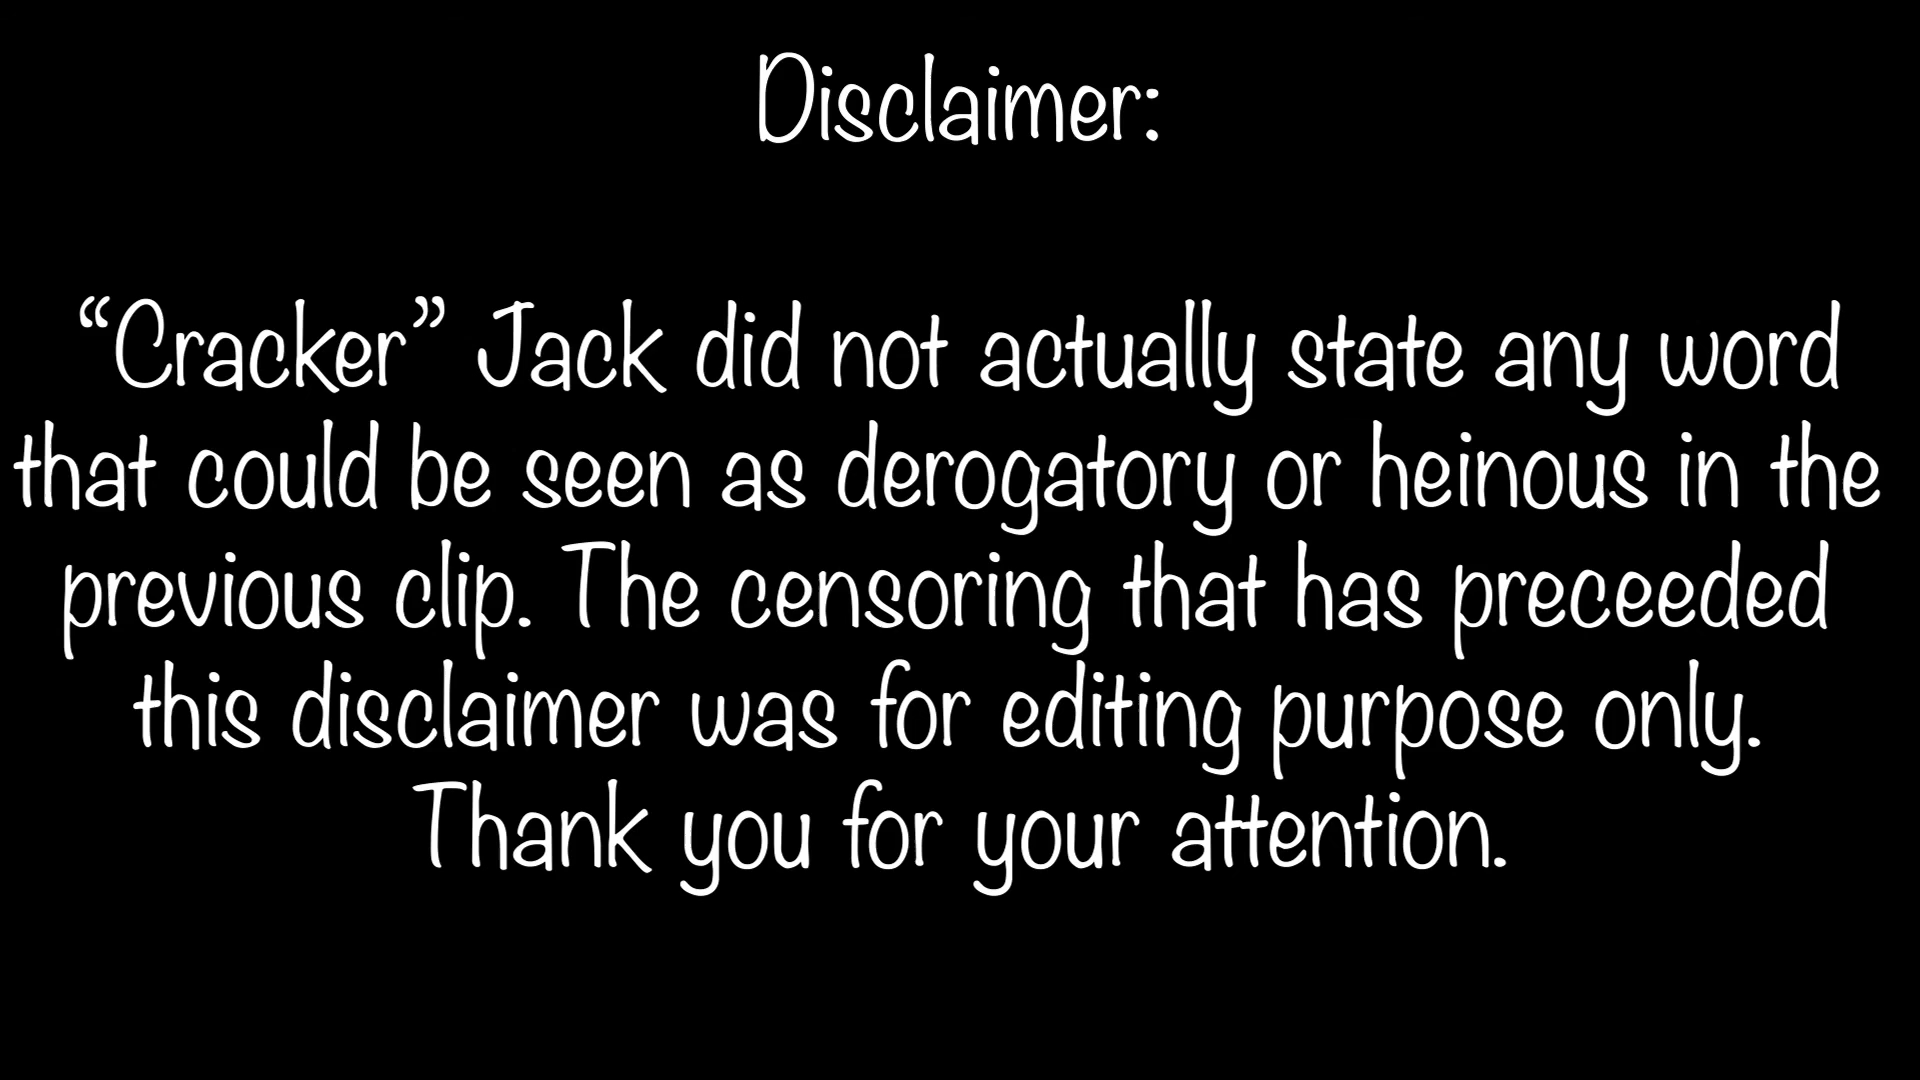 Disclaimer:
“Cracker” Jack did not actually state any word
that could be seen as derogatory or heinous in the
previous clip. The censoring that has preceeded
this disclaimer was for editing purpose only.
Thank you for your attention.